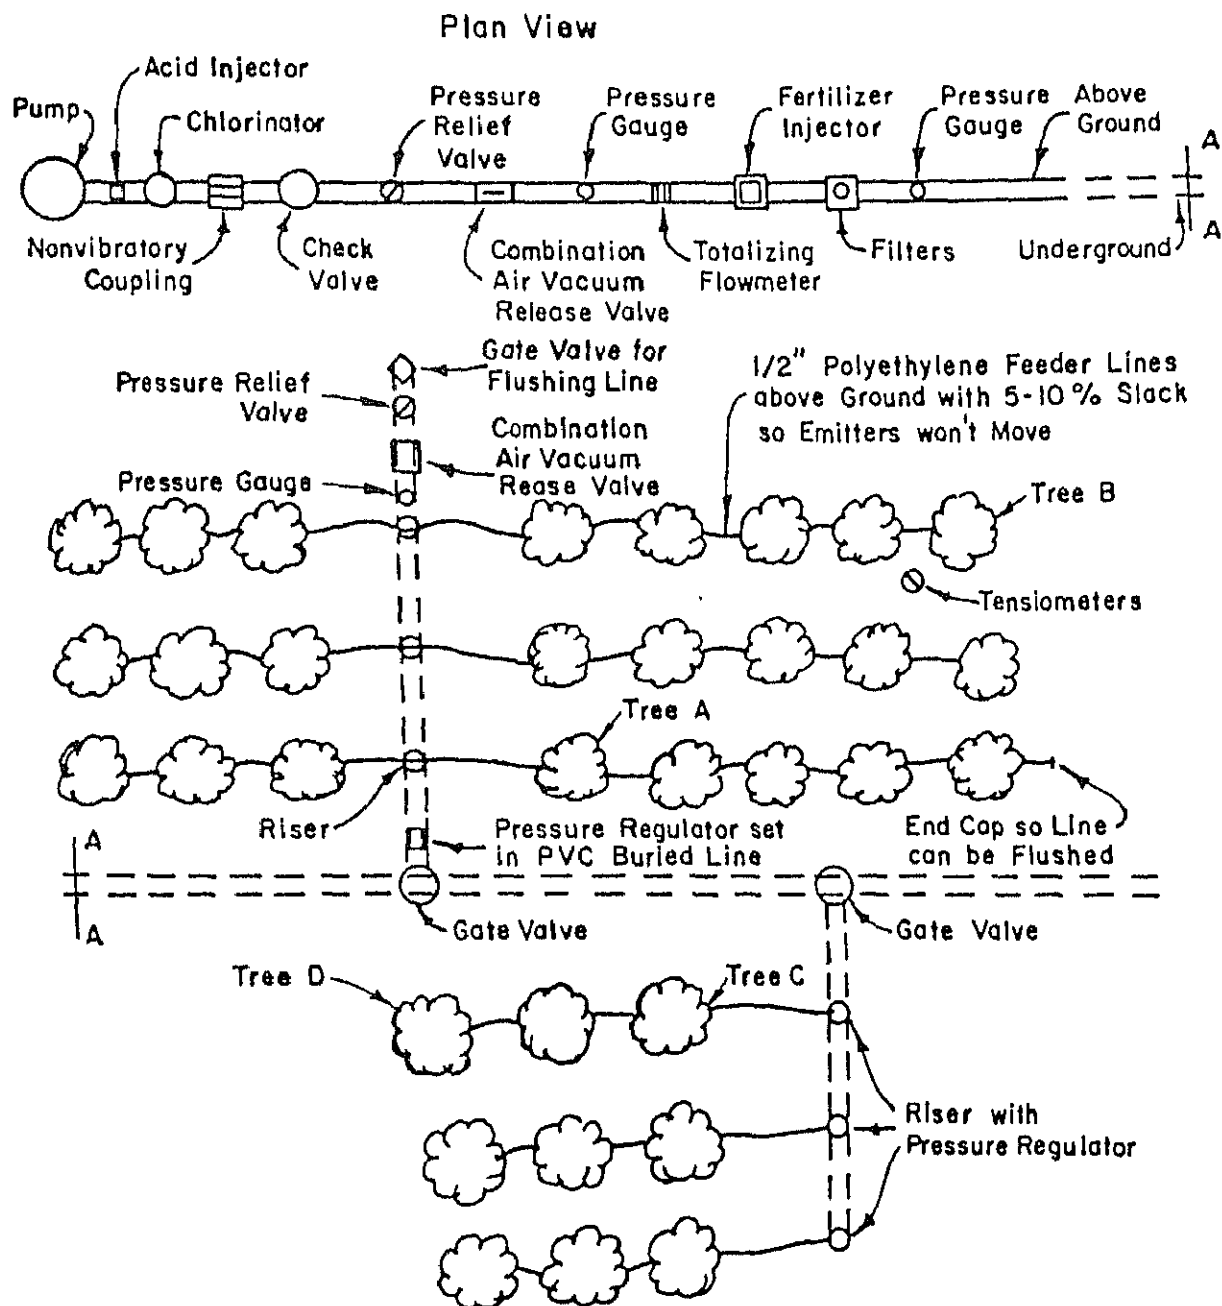 Plan View
Acid Injector
Pump
Chlorinator
Pressure
Relief
Valve
Pressure
Gauge
Fertilizer
Injector
Pressure
Gauge
Above
Ground
A
A
Nonvibratory
Coupling
Check
Valve
Combination
Air Vacuum
Release Valve
Totalizing
Flowmeter
Filters
Underground
Gate Valve for
Flushing Line
Pressure Relief
Valve
Combination
Air Vacuum
Rease Valve
Pressure Gauge
1/2" Polyethylene Feeder Lines
above Ground with 5-10% Slack
so Emitters won't Move
Tree B
Tensiometers
Tree A
Riser
Pressure Regulator set
in PVC Buried Line
End Cap so Line
can be Flushed
A
A
Gate Valve
Gate Valve
Tree D
Tree C
Riser with
Pressure Regulator